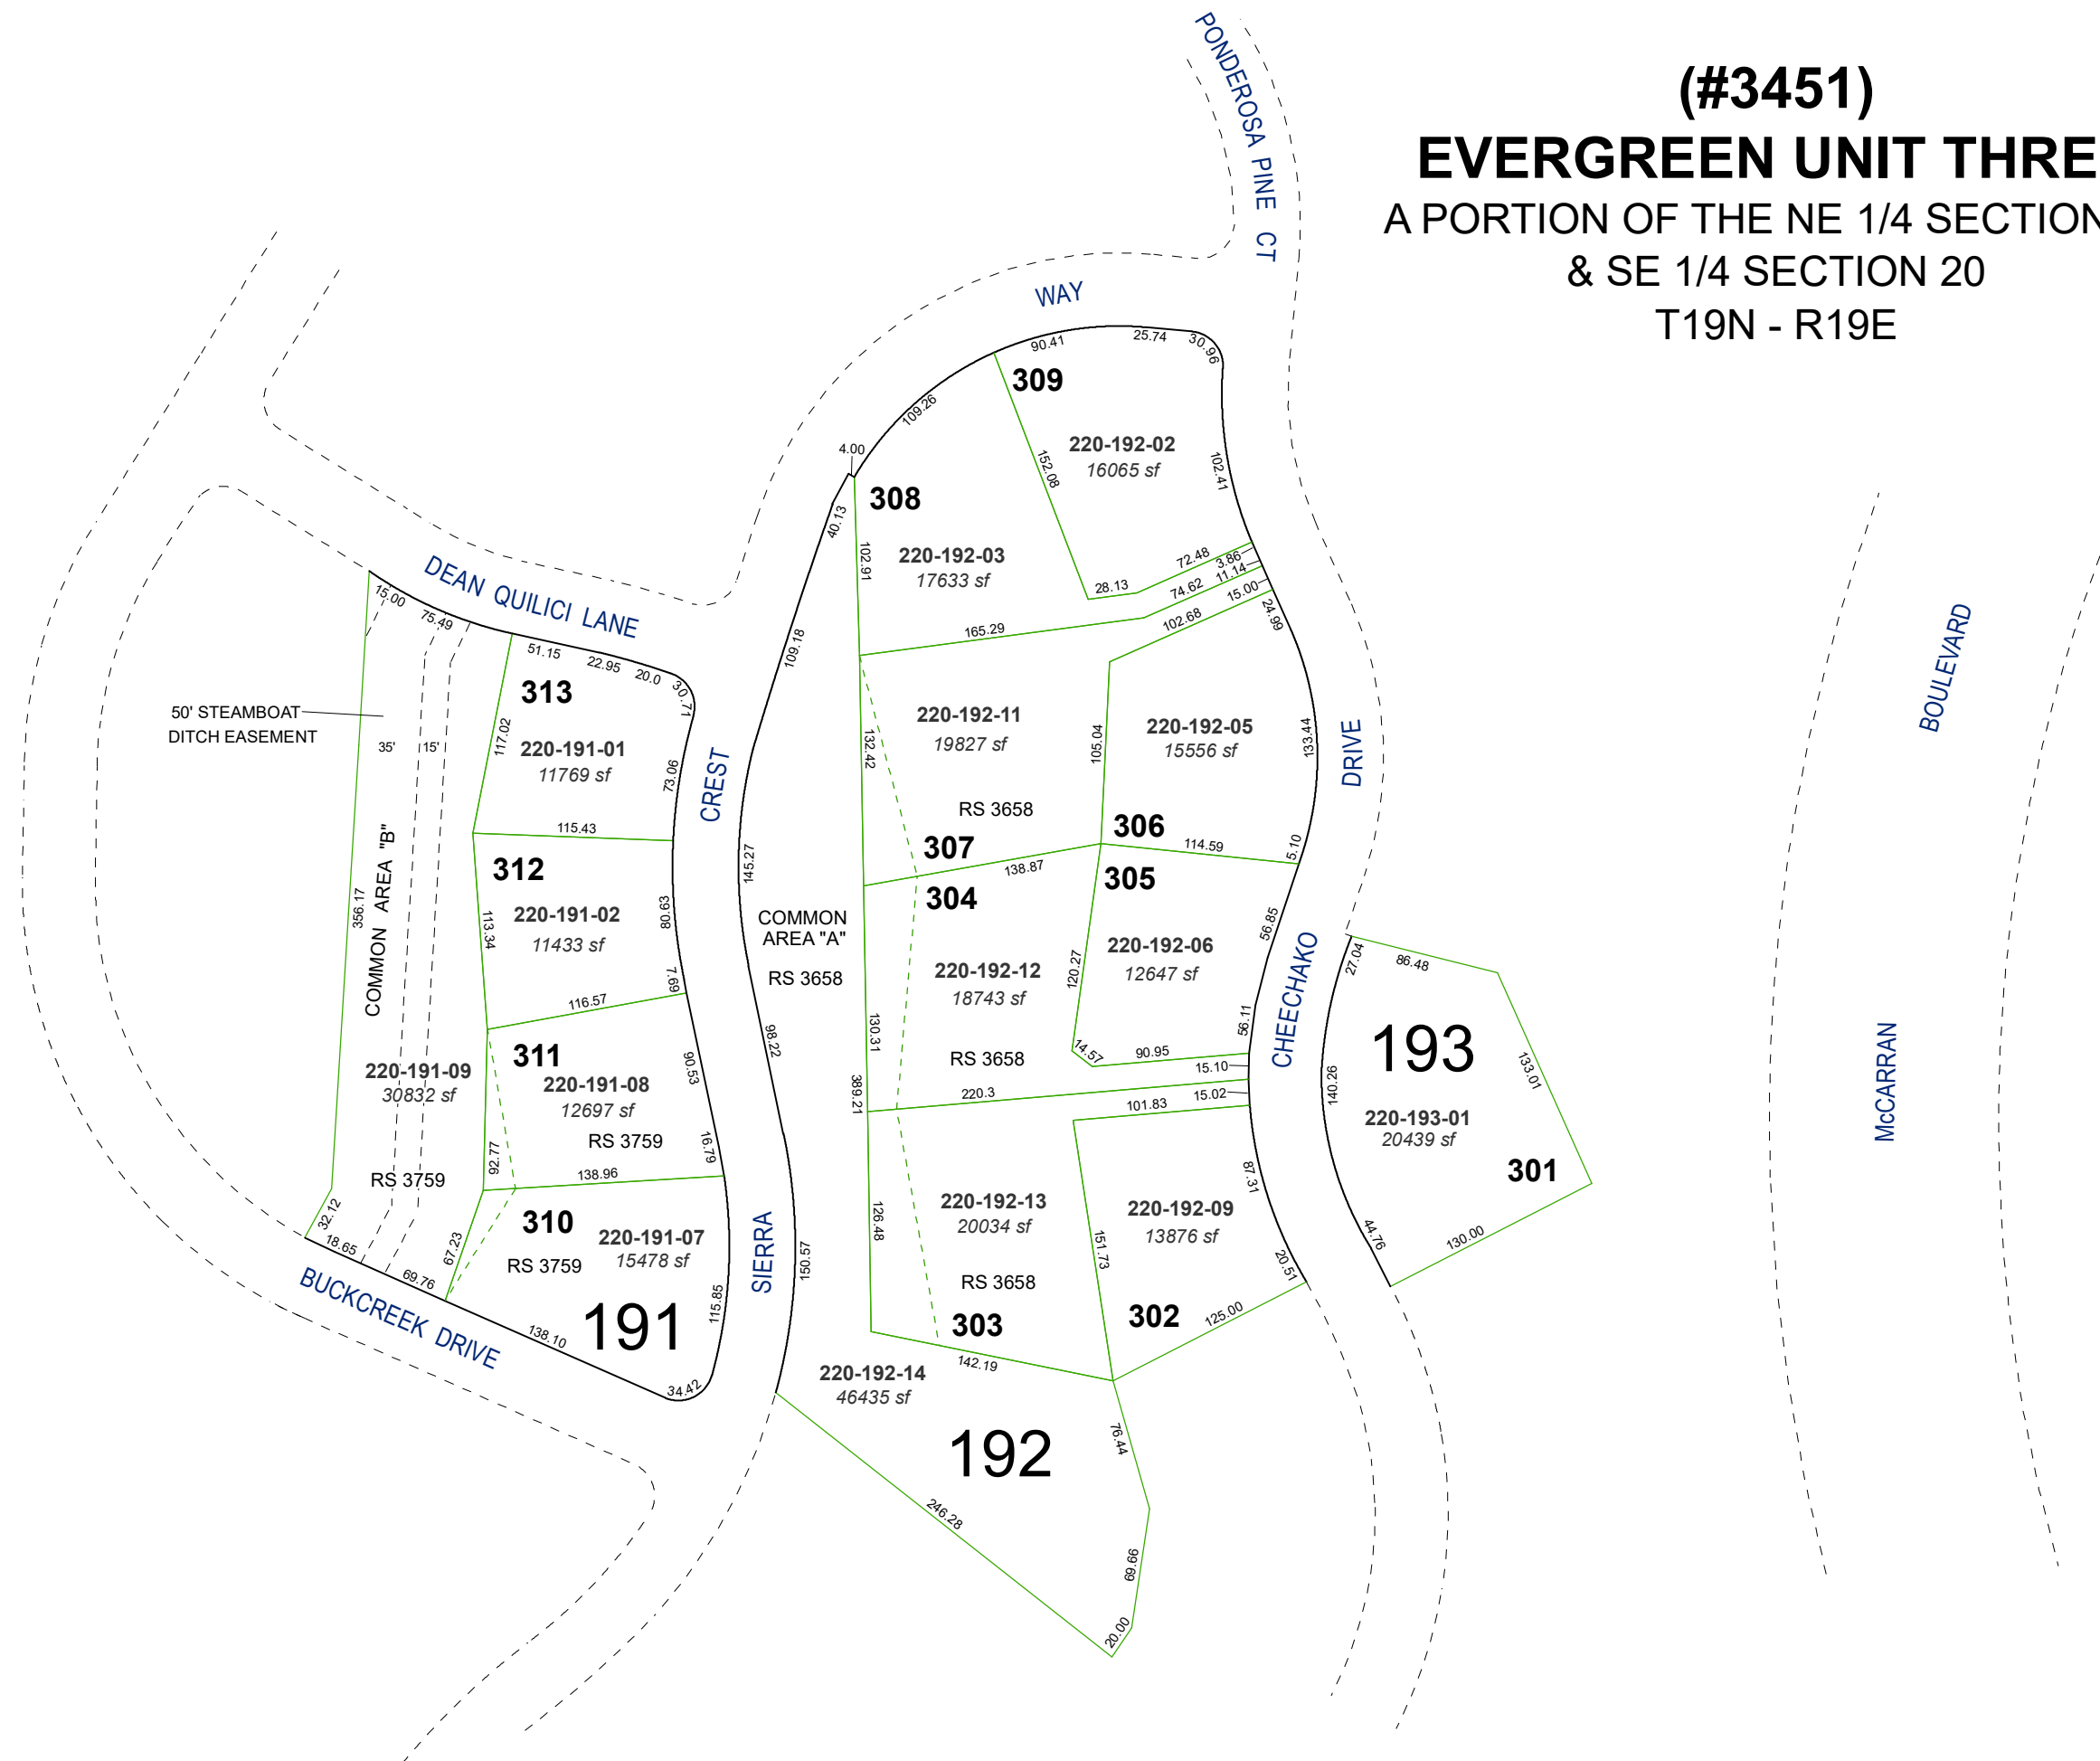 (#3451)
EVERGREEN UNIT THRE
A PORTION OF THE NE 1/4 SECTION
& SE 1/4 SECTION 20
T19N - R19E
PONDEROSA PINE CT
WAY
90.41
25.74
30.96
309
109.26
152.08
220-192-02
16065 sf
102.41
4.00
308
40.13
102.91
220-192-03
17633 sf
72.48
3.86
11.14
28.13
74.62
15.00
165.29
102.68
24.99
109.18
DEAN QUILICI LANE
15.00
75.49
51.15
22.95
20.0
30.71
313
117.02
220-191-01
11769 sf
73.06
50' STEAMBOAT
DITCH EASEMENT
35'
15'
CREST
132.42
220-192-11
19827 sf
105.04
220-192-05
15556 sf
133.44
DRIVE
RS 3658
306
307
115.43
138.87
114.59
5.10
312
145.27
304
305
220-191-02
11433 sf
113.34
80.63
7.69
356.17
COMMON AREA "B"
COMMON
AREA "A"
RS 3658
220-192-12
18743 sf
120.27
220-192-06
12647 sf
56.85
56.11
CHEECHAKO
27.04
86.48
116.57
311
220-191-09
30832 sf
220-191-08
12697 sf
90.53
98.22
130.31
RS 3658
14.57
90.95
15.10
193
133.01
389.21
220.3
15.02
101.83
140.26
220-193-01
20439 sf
301
RS 3759
16.79
92.77
138.96
RS 3759
32.12
18.65
69.76
67.23
310
220-191-07
15478 sf
RS 3759
SIERRA
150.57
126.48
220-192-13
20034 sf
RS 3658
303
151.73
220-192-09
13876 sf
87.31
20.51
302
125.00
44.76
130.00
BUCKCREEK DRIVE
138.10
191
115.85
34.42
142.19
220-192-14
46435 sf
192
76.44
246.28
69.66
20.00
BOULEVARD
McCARRAN